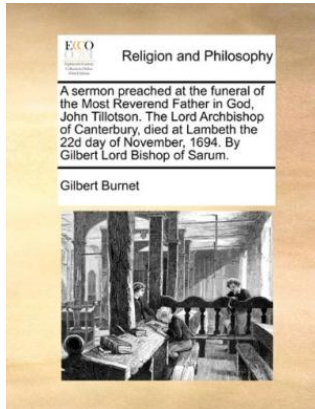 ECCO
Religion and Philosophy
A sermon preached at the funeral of
the Most Reverend Father in God,
John Tillotson. The Lord Archbishop
of Canterbury, died at Lambeth the
22d day of November, 1694. By
Gilbert Lord Bishop of Sarum.
Gilbert Burnet